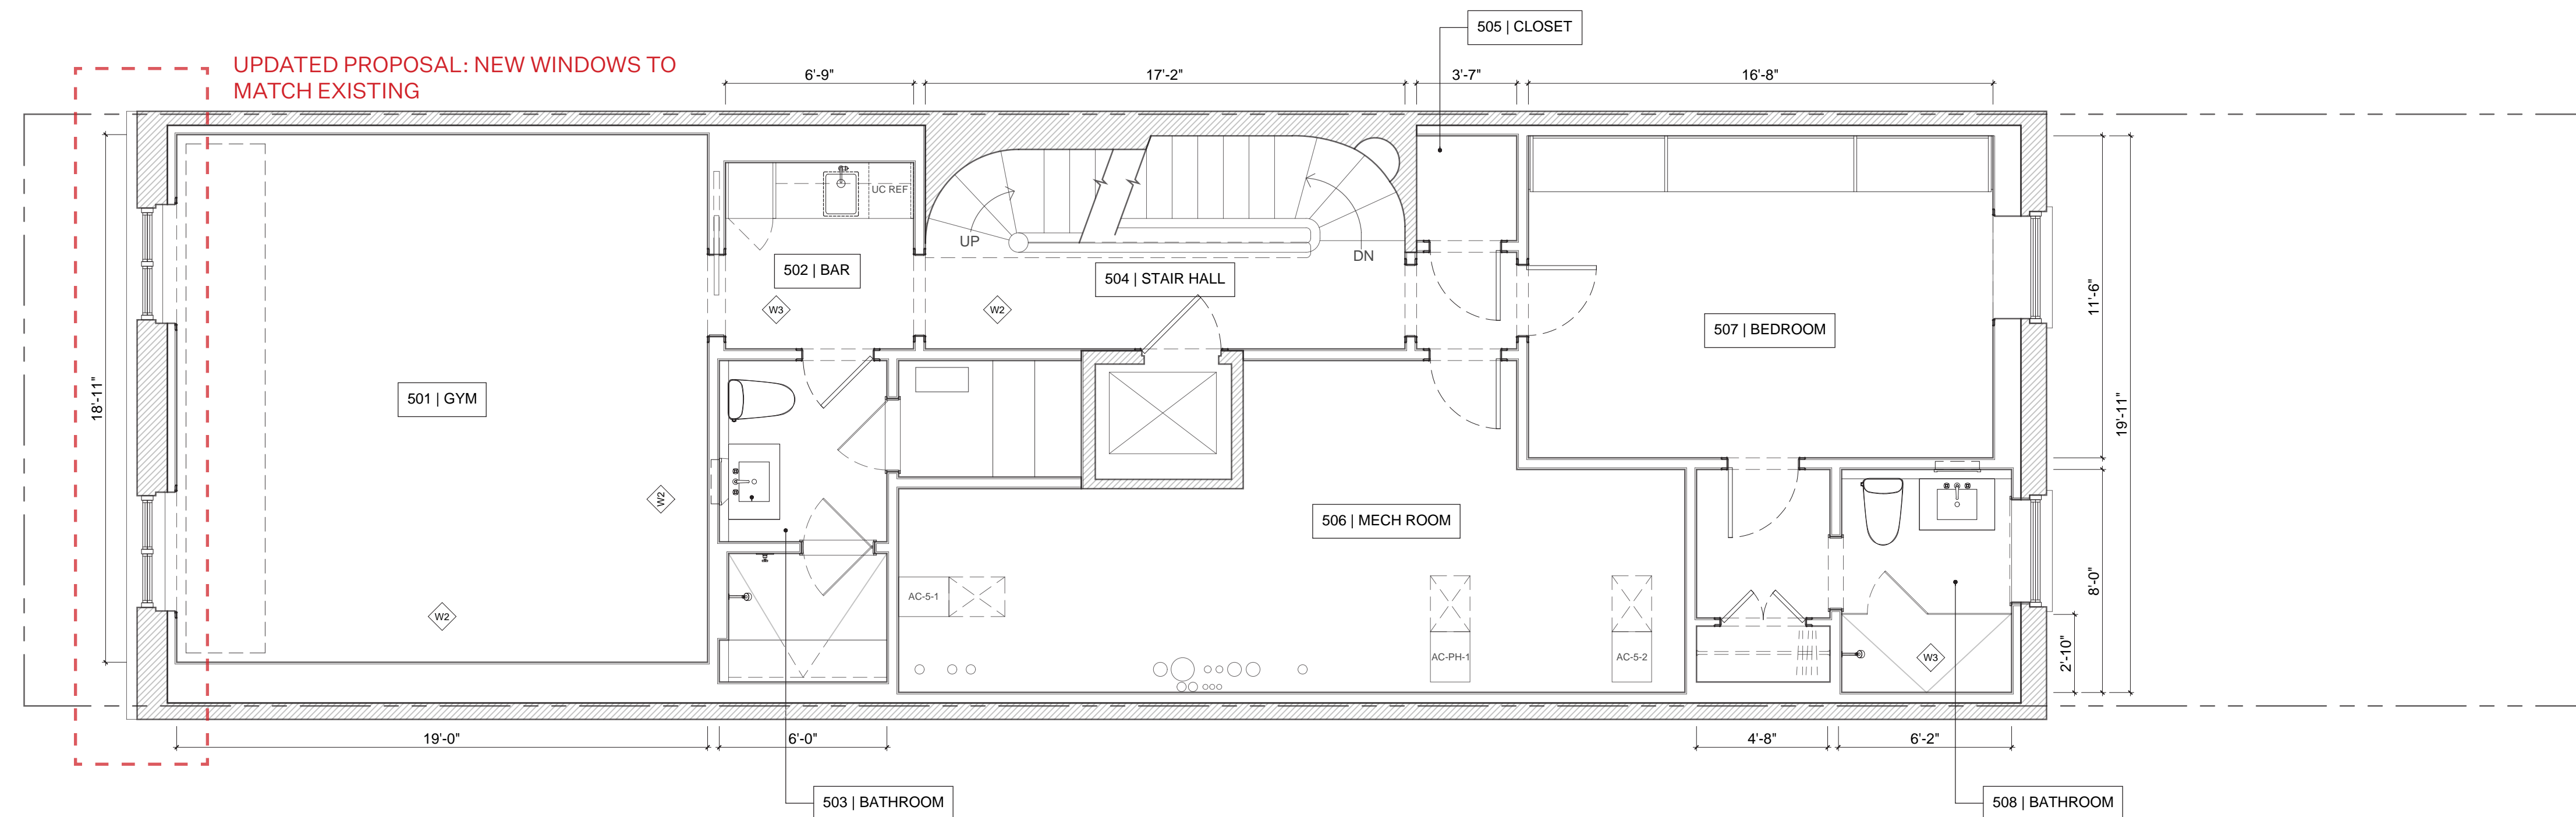 505 | CLOSET
UPDATED PROPOSAL: NEW WINDOWS TO
MATCH EXISTING
6'-9"
17'-2"
3'-7"
16'-8"
UC REF
UP
DN
502 | BAR
504 | STAIR HALL
W3
W2
507 | BEDROOM
11'-6"
18'-11"
501 | GYM
19'-11"
W2
506 | MECH ROOM
AC-5-1
8'-0"
W2
AC-PH-1
AC-5-2
W3
2'-10"
19'-0"
6'-0"
4'-8"
6'-2"
503 | BATHROOM
508 | BATHROOM